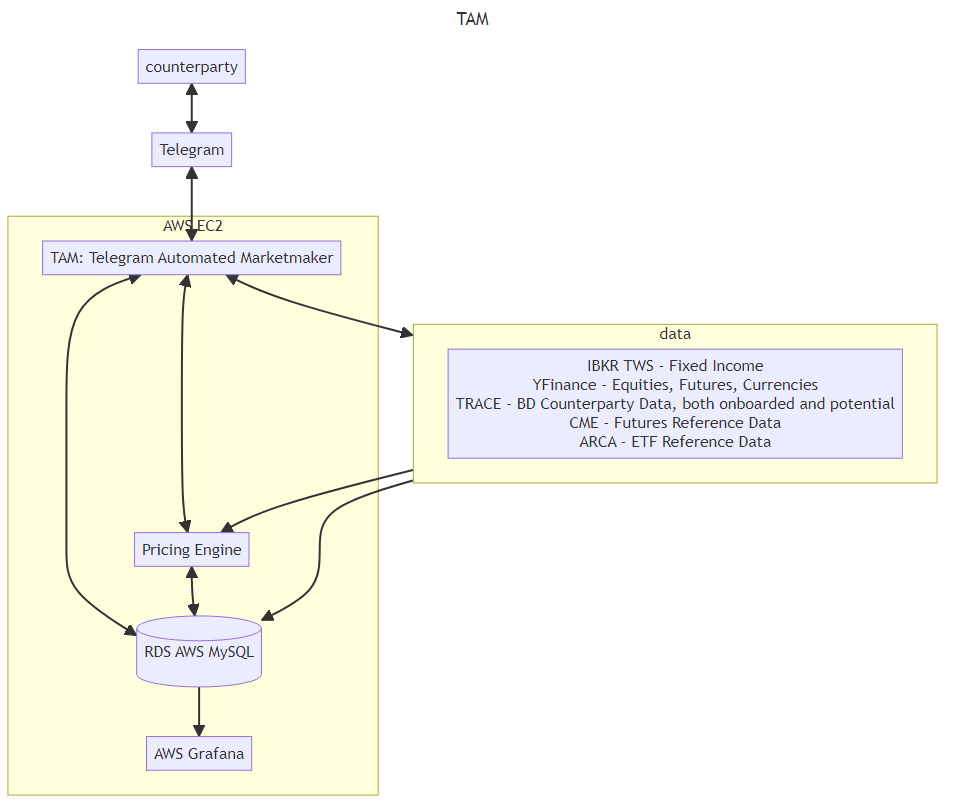 TAM
counterparty
Telegram
AWS EC2
TAM: Telegram Automated Marketmaker
data
IBKR TWS - Fixed Income
YFinance - Equities, Futures, Currencies
TRACE - BD Counterparty Data, both onboarded and potential
CME - Futures Reference Data
ARCA - ETF Reference Data
Pricing Engine
RDS AWS MySQL
AWS Grafana